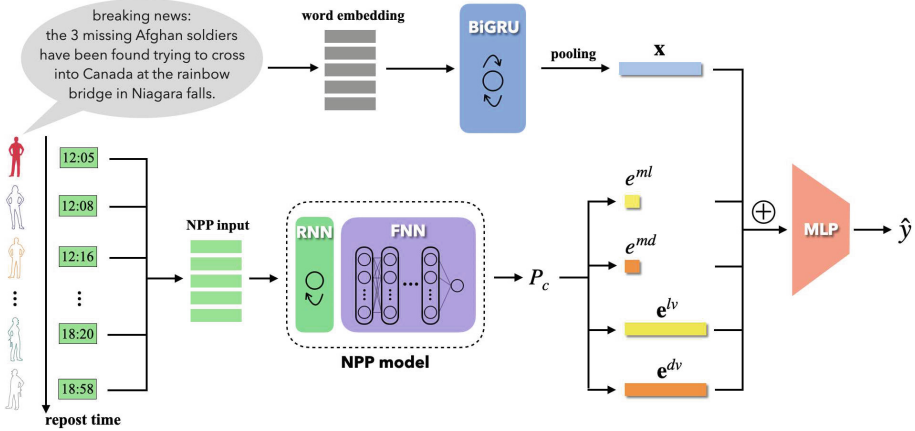 breaking news:
the 3 missing Afghan soldiers
have been found trying to cross
into Canada at the rainbow
bridge in Niagara falls.
word embedding
BiGRU
pooling
x
12:05
12:08
12:16
...
...
18:20
18:58
repost time
NPP input
RNN
FNN
...
NPP model
P_c
e^{ml}
e^{md}
e^{lv}
e^{dv}
⊕
MLP
ŷ